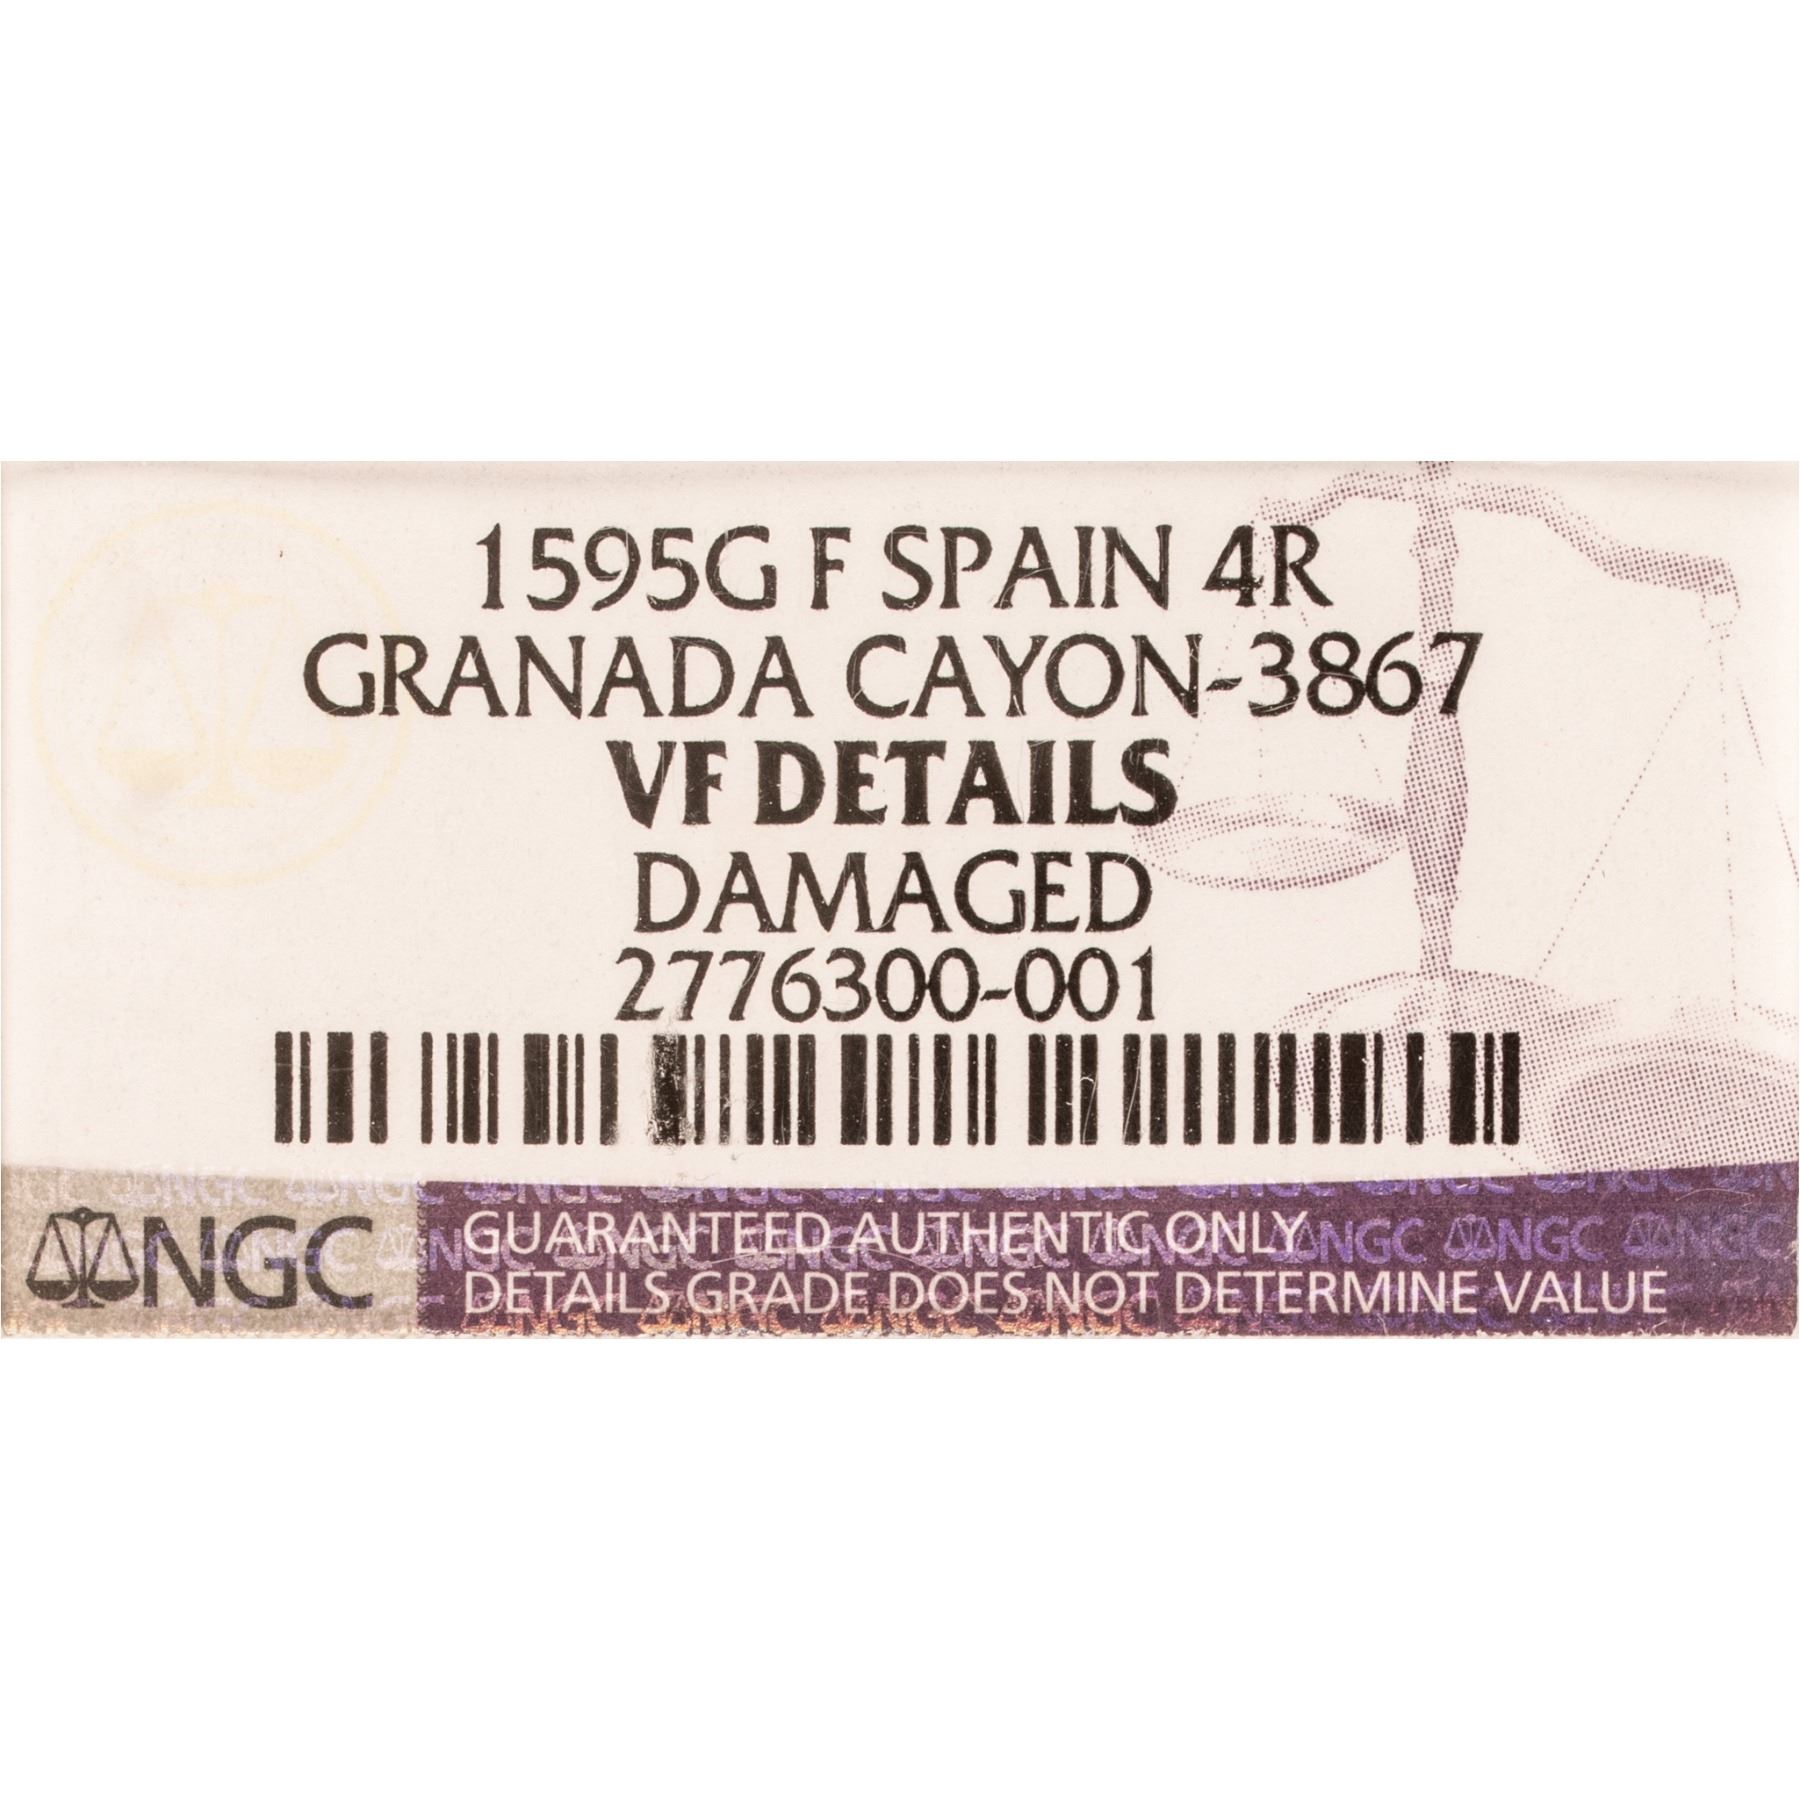 1595G F SPAIN 4R
GRANADA CAYON-3867
VF DETAILS
DAMAGED
2776300-001
NGC
GUARANTEED AUTHENTIC ONLY
DETAILS GRADE DOES NOT DETERMINE VALUE